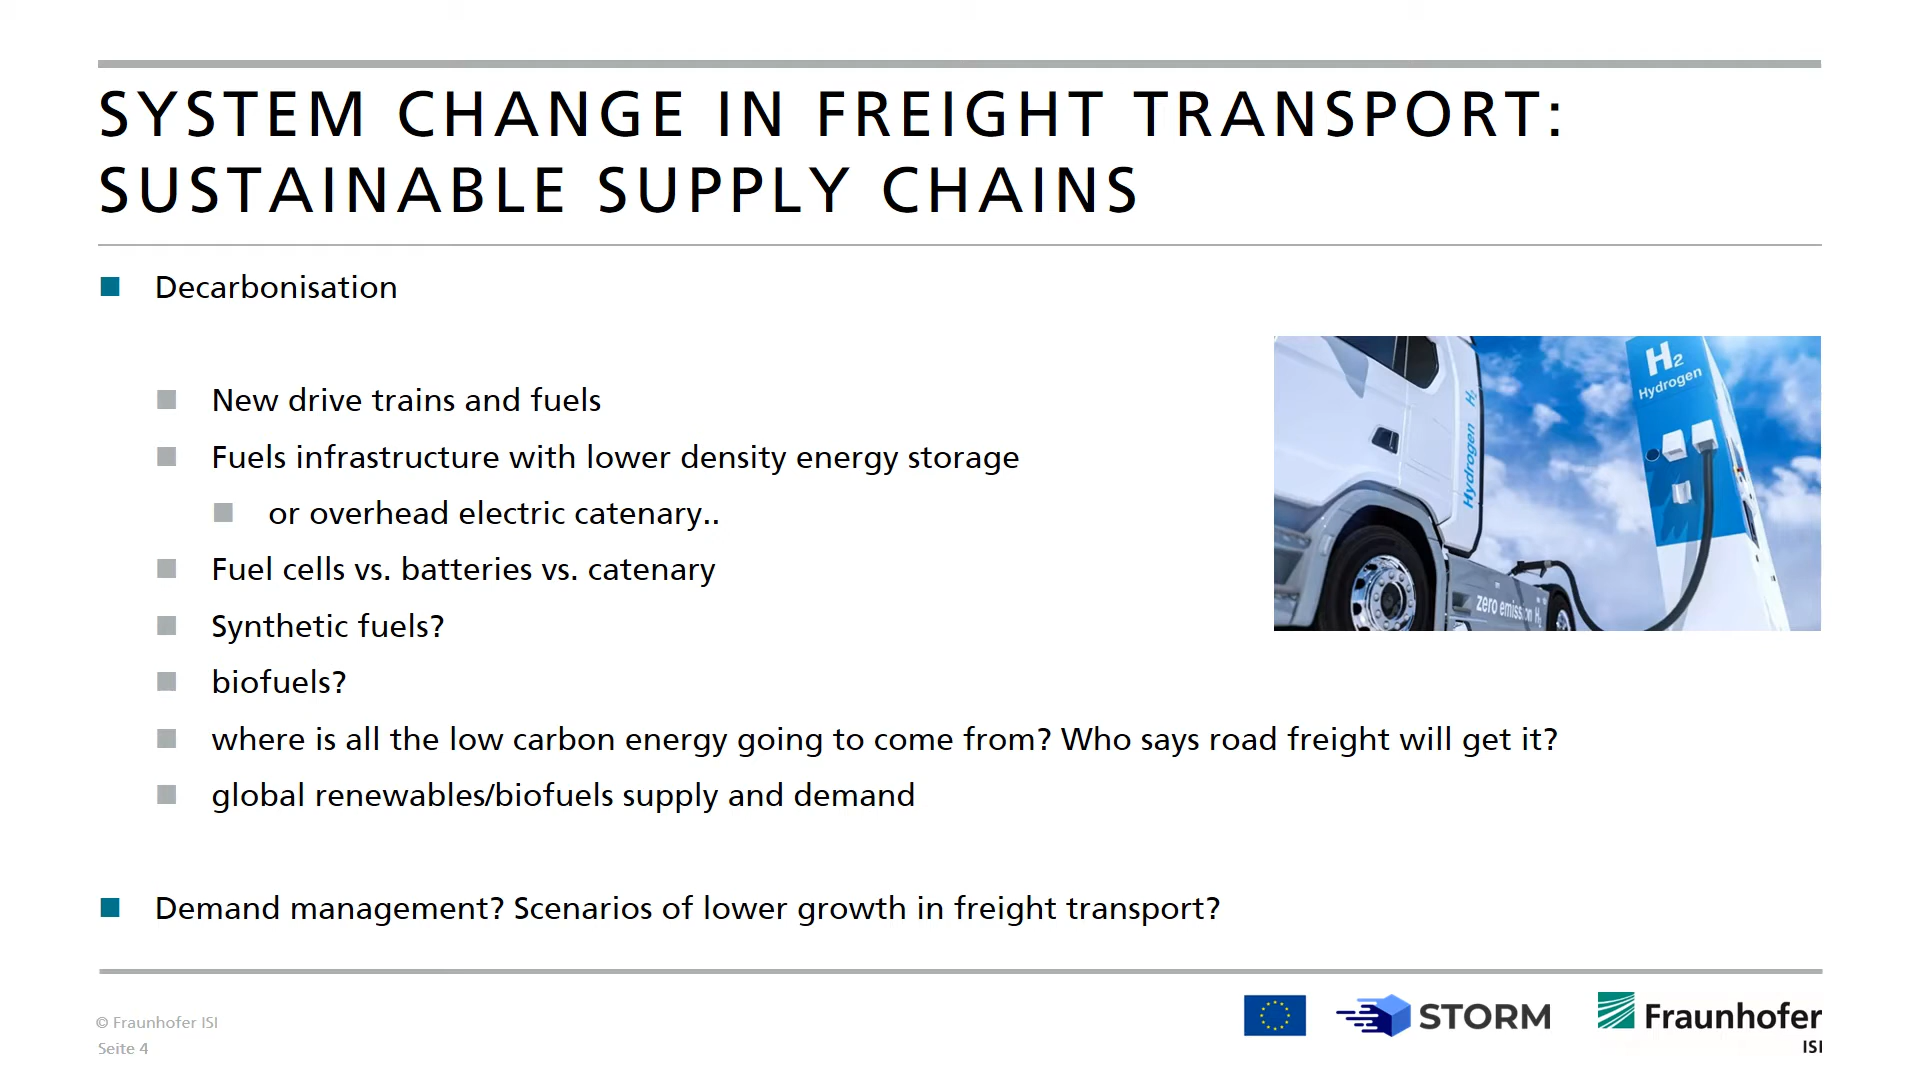 SYSTEM CHANGE IN FREIGHT TRANSPORT:
SUSTAINABLE SUPPLY CHAINS
Decarbonisation
New drive trains and fuels
Fuels infrastructure with lower density energy storage
or overhead electric catenary..
Fuel cells vs. batteries vs. catenary
Synthetic fuels?
biofuels?
where is all the low carbon energy going to come from? Who says road freight will get it?
global renewables/biofuels supply and demand
Demand management? Scenarios of lower growth in freight transport?
H2
Hydrogen
Hydrogen H2
zero emission H2
© Fraunhofer ISI
Seite 4
STORM
Fraunhofer
ISI